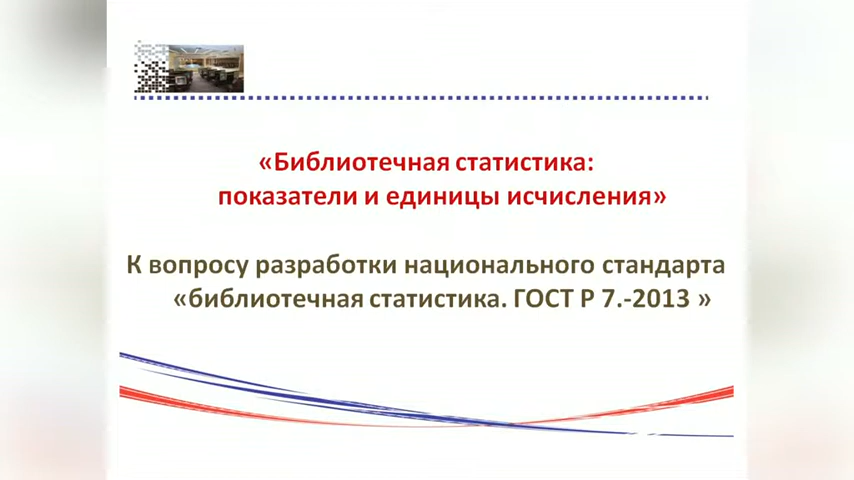 «Библиотечная статистика:
показатели и единицы исчисления»
К вопросу разработки национального стандарта
«библиотечная статистика. ГОСТ Р 7.-2013 »